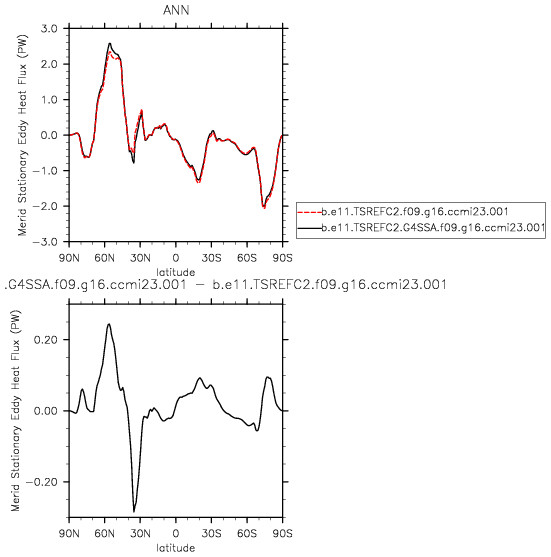 ANN
3.0
2.0
1.0
0.0
−1.0
−2.0
−3.0
Merid Stationary Eddy Heat Flux (PW)
90N 60N 30N 0 30S 60S 90S
latitude
b.e11.TSREFC2.f09.g16.ccmi23.001
b.e11.TSREFC2.G4SSA.f09.g16.ccmi23.001
.G4SSA.f09.g16.ccmi23.001 − b.e11.TSREFC2.f09.g16.ccmi23.001
0.20
0.00
−0.20
Merid Stationary Eddy Heat Flux (PW)
90N 60N 30N 0 30S 60S 90S
latitude